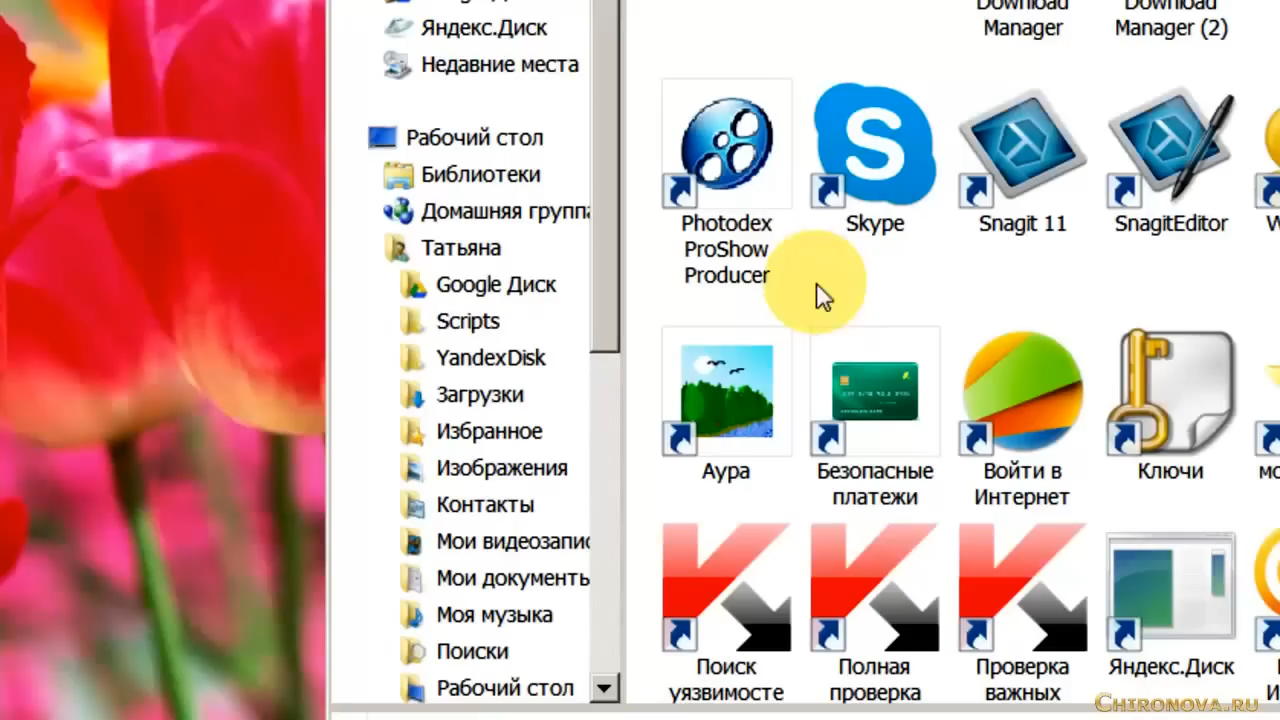 Яндекс.Диск
Недавние места
Рабочий стол
Библиотеки
Домашняя группа
Татьяна
Google Диск
Scripts
YandexDisk
Загрузки
Избранное
Изображения
Контакты
Мои видеозапис
Мои документы
Моя музыка
Поиски
Рабочий стол
Download
Manager
Download
Manager (2)
Photodex
ProShow
Producer
Skype
Snagit 11
SnagitEditor
Аура
Безопасные
платежи
Войти в
Интернет
Ключи
Поиск
уязвимосте
Полная
проверка
Проверка
важных
Яндекс.Диск
CHIRONOVA.RU